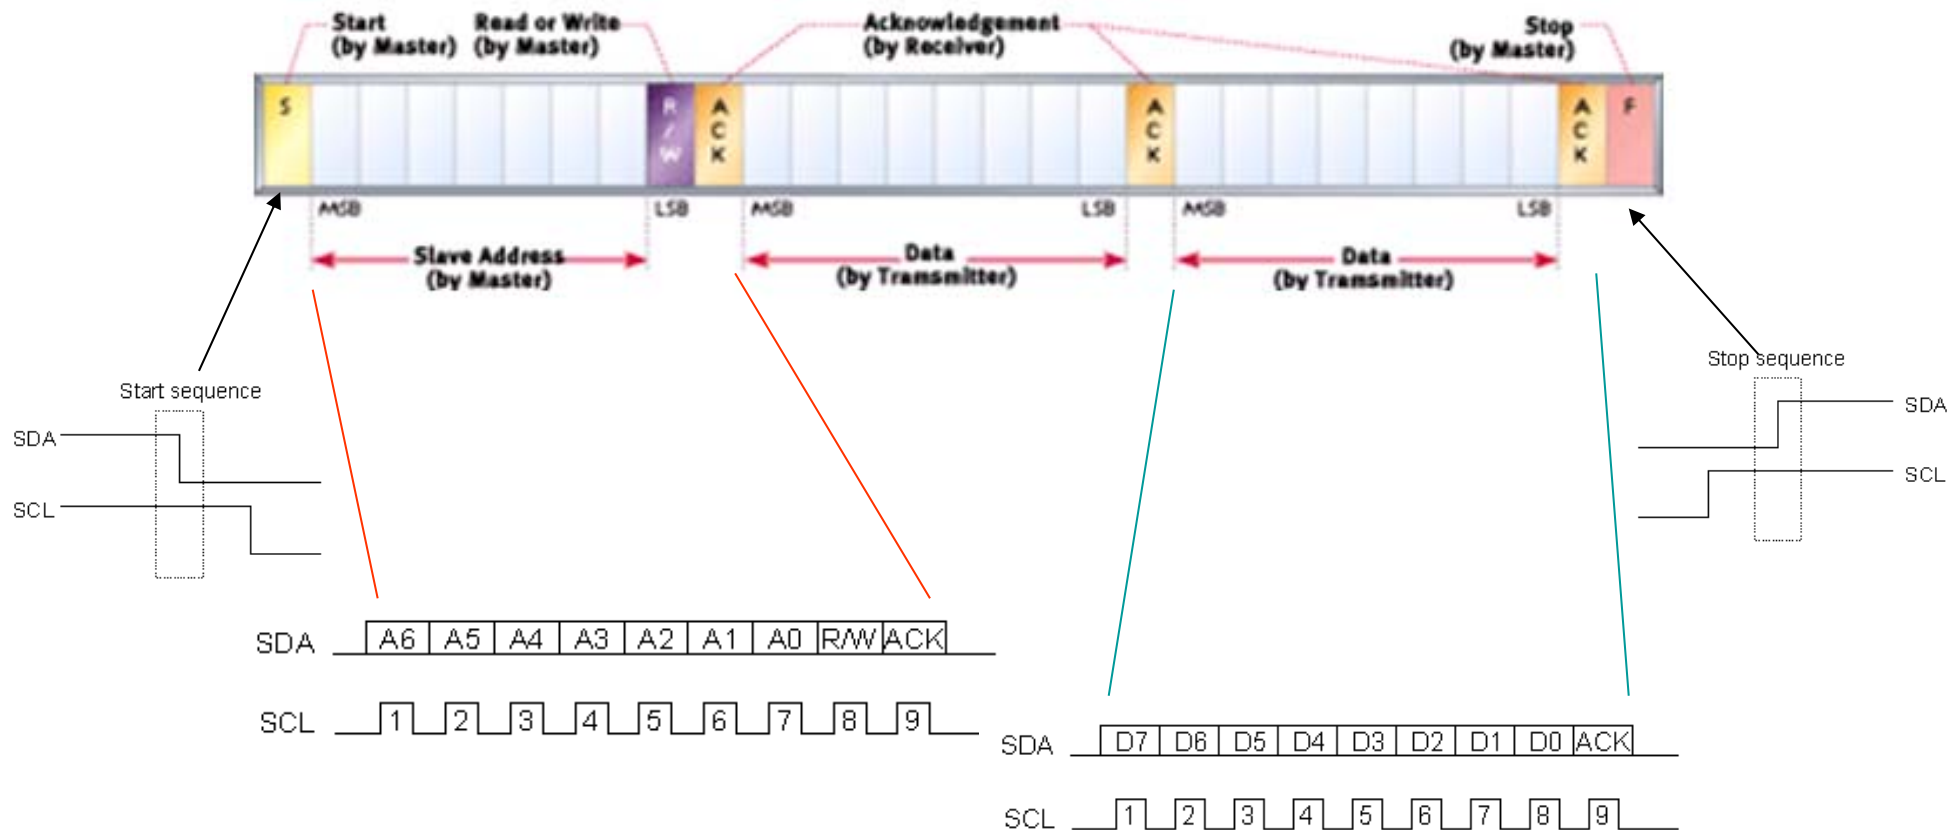 Start
(by Master)
Read or Write
(by Master)
Acknowledgement
(by Receiver)
Stop
(by Master)
S
R/W
ACK
ACK
ACK
F
MSB
LSB
MSB
LSB
MSB
LSB
Slave Address
(by Master)
Data
(by Transmitter)
Data
(by Transmitter)
Start sequence
SDA
SCL
Stop sequence
SDA
SCL
SDA A6 A5 A4 A3 A2 A1 A0 R/W ACK
SCL 1 2 3 4 5 6 7 8 9
SDA D7 D6 D5 D4 D3 D2 D1 D0 ACK
SCL 1 2 3 4 5 6 7 8 9